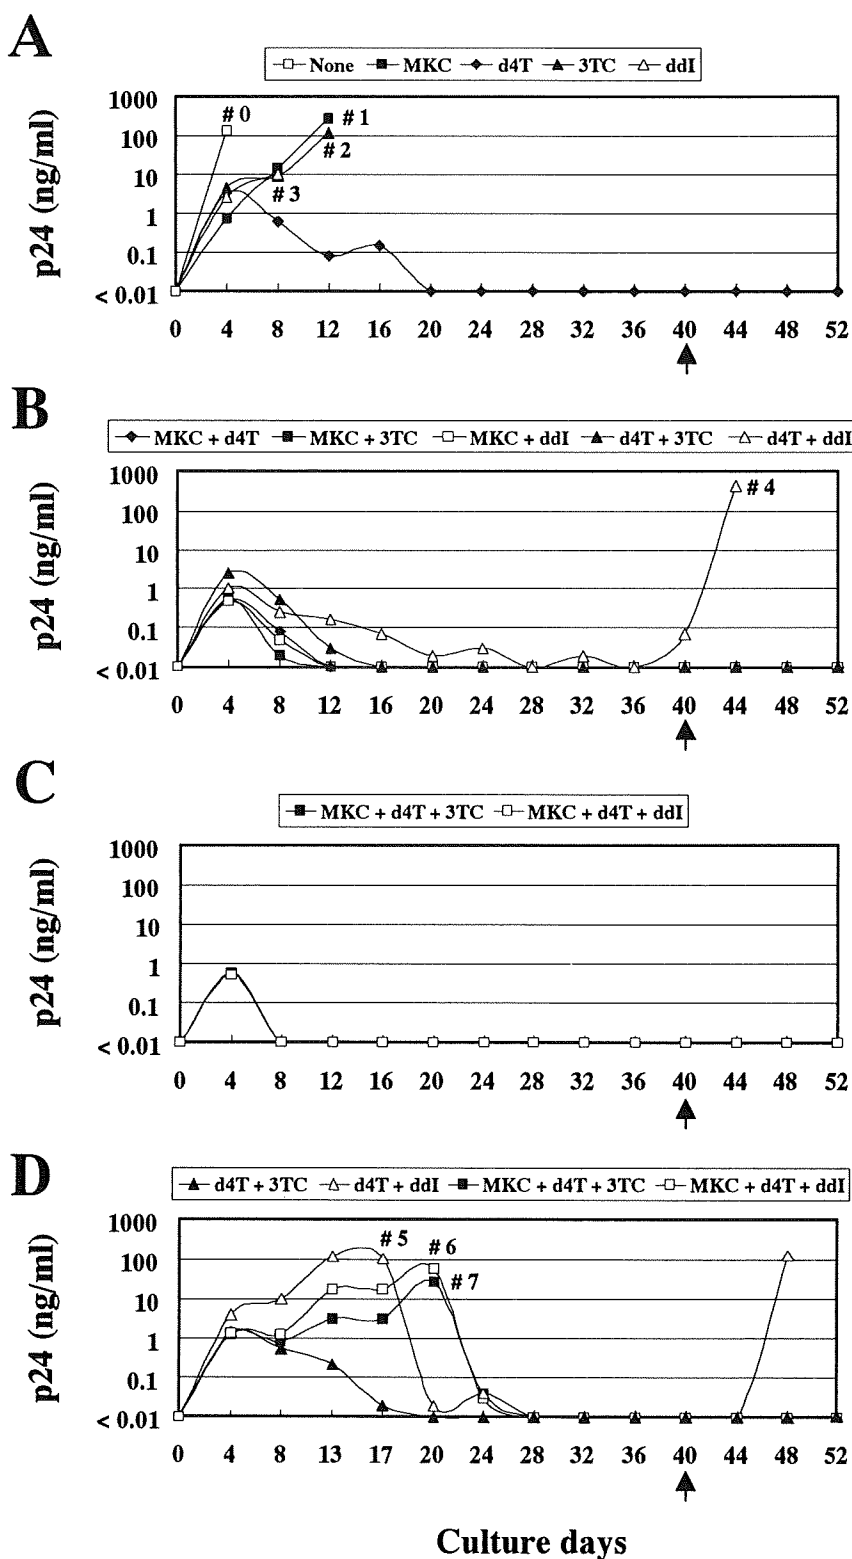 A
None MKC d4T 3TC ddI
1000
100
10
1
0.1
< 0.01
p24 (ng/ml)
# 0
# 1
# 2
# 3
0 4 8 12 16 20 24 28 32 36 40 44 48 52
B
MKC + d4T MKC + 3TC MKC + ddI d4T + 3TC d4T + ddI
1000
100
10
1
0.1
< 0.01
p24 (ng/ml)
# 4
0 4 8 12 16 20 24 28 32 36 40 44 48 52
C
MKC + d4T + 3TC MKC + d4T + ddI
1000
100
10
1
0.1
< 0.01
p24 (ng/ml)
0 4 8 12 16 20 24 28 32 36 40 44 48 52
D
d4T + 3TC d4T + ddI MKC + d4T + 3TC MKC + d4T + ddI
1000
100
10
1
0.1
< 0.01
p24 (ng/ml)
# 5
# 6
# 7
0 4 8 13 17 20 24 28 32 36 40 44 48 52
Culture days